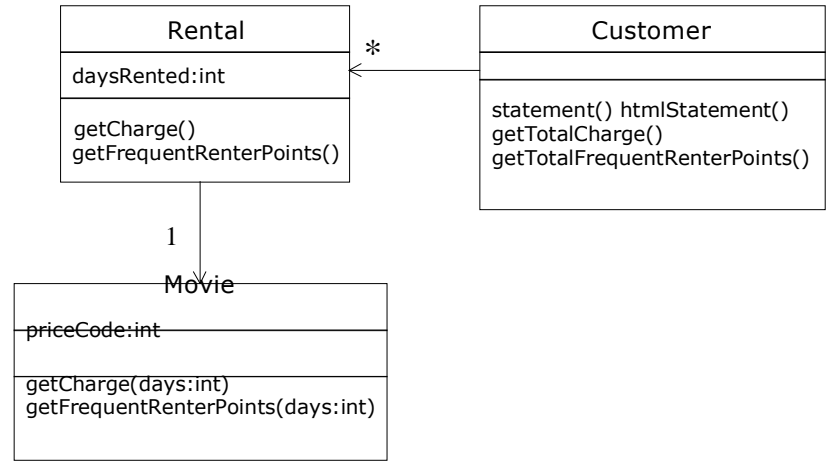 Rental
daysRented:int
getCharge()
getFrequentRenterPoints()
*
Customer
statement() htmlStatement()
getTotalCharge()
getTotalFrequentRenterPoints()
1
Movie
priceCode:int
getCharge(days:int)
getFrequentRenterPoints(days:int)